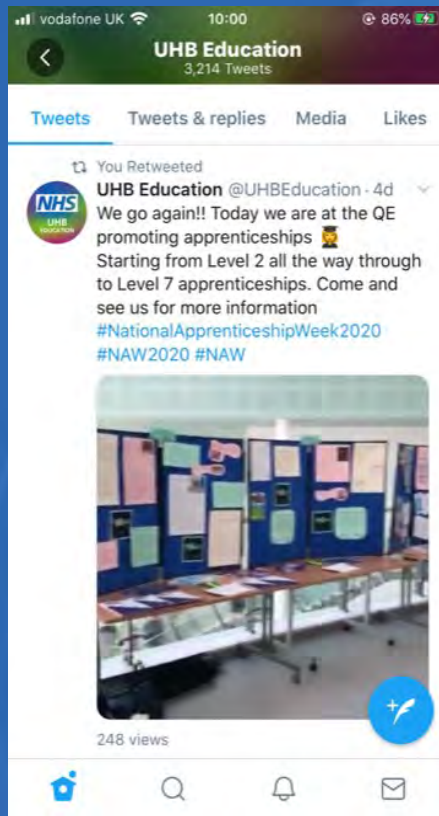 vodafone UK 10:00 86%
UHB Education
3,214 Tweets
Tweets Tweets & replies Media Likes
You Retweeted
UHB Education @UHBEducation · 4d
NHS
UHB
EDUCATION
We go again!! Today we are at the QE
promoting apprenticeships 👩‍🎓
Starting from Level 2 all the way through
to Level 7 apprenticeships. Come and
see us for more information
#NationalApprenticeshipWeek2020
#NAW2020 #NAW
248 views